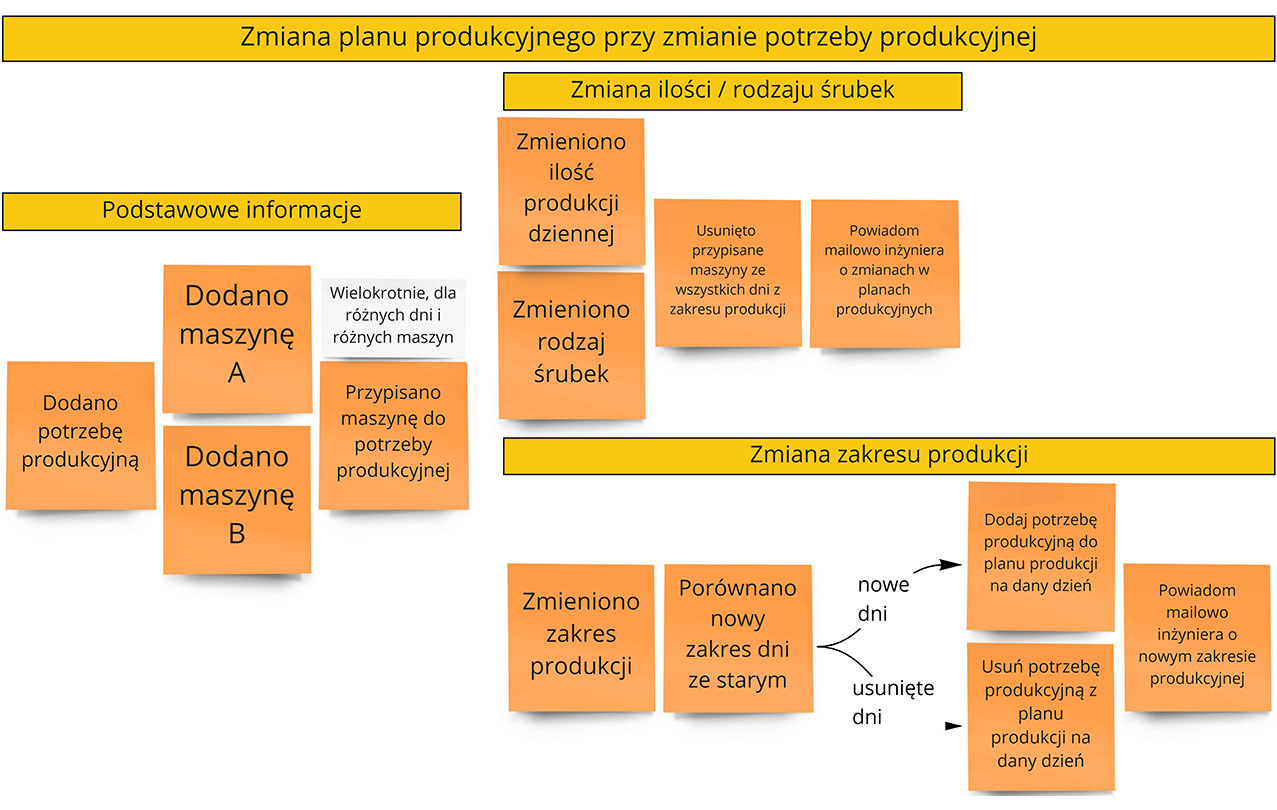 Zmiana planu produkcyjnego przy zmianie potrzeby produkcyjnej
Podstawowe informacje
Dodano
potrzebę
produkcyjną
Dodano
maszynę
A
Dodano
maszynę
B
Wielokrotnie, dla
różnych dni i
różnych maszyn
Przypisano
maszynę do
potrzeby
produkcyjnej
Zmiana ilości / rodzaju śrubek
Zmieniono
ilość
produkcji
dziennej
Zmieniono
rodzaj
śrubek
Usunięto
przypisane
maszyny ze
wszystkich dni z
zakresu produkcji
Powiadom
mailowo inżyniera
o zmianach w
planach
produkcyjnych
Zmiana zakresu produkcji
Zmieniono
zakres
produkcji
Porównano
nowy
zakres dni
ze starym
nowe
dni
usunięte
dni
Dodaj potrzebę
produkcyjną do
planu produkcji
na dany dzień
Usuń potrzebę
produkcyjną z
planu
produkcji na
dany dzień
Powiadom
mailowo
inżyniera o
nowym zakresie
produkcyjnej